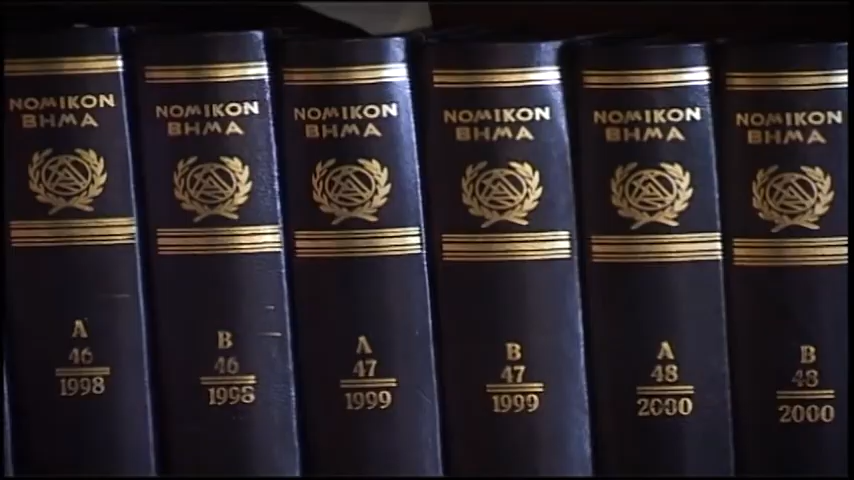 ΝΟΜΙΚΟΝ
ΒΗΜΑ
Α
46
1998
ΝΟΜΙΚΟΝ
ΒΗΜΑ
Β
46
1998
ΝΟΜΙΚΟΝ
ΒΗΜΑ
Α
47
1999
ΝΟΜΙΚΟΝ
ΒΗΜΑ
Β
47
1999
ΝΟΜΙΚΟΝ
ΒΗΜΑ
Α
48
2000
ΝΟΜΙΚΟΝ
ΒΗΜΑ
Β
48
2000